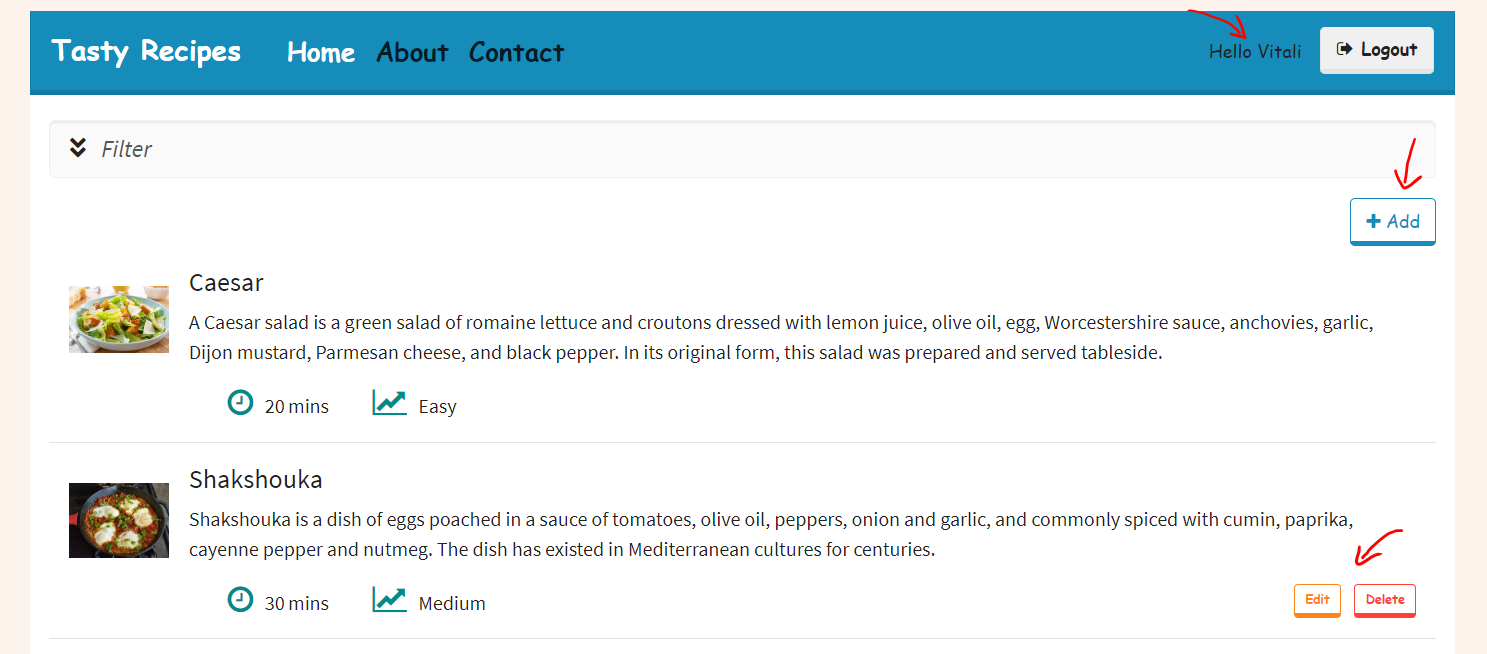 Tasty Recipes Home About Contact Hello Vitali Logout
Filter
Add
Caesar
A Caesar salad is a green salad of romaine lettuce and croutons dressed with lemon juice, olive oil, egg, Worcestershire sauce, anchovies, garlic,
Dijon mustard, Parmesan cheese, and black pepper. In its original form, this salad was prepared and served tableside.
20 mins Easy
Shakshouka
Shakshouka is a dish of eggs poached in a sauce of tomatoes, olive oil, peppers, onion and garlic, and commonly spiced with cumin, paprika,
cayenne pepper and nutmeg. The dish has existed in Mediterranean cultures for centuries.
30 mins Medium Edit Delete